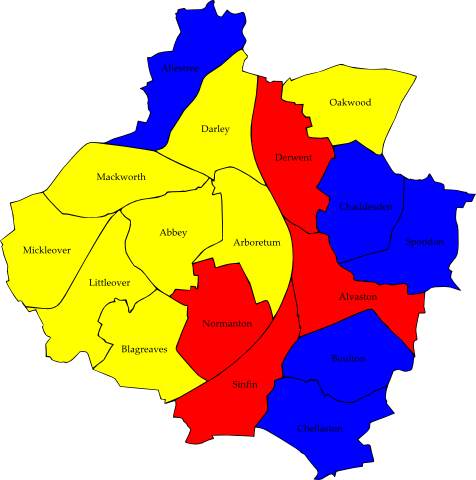 Allestree
Oakwood
Darley
Derwent
Mackworth
Chaddesden
Abbey
Arboretum
Spondon
Mickleover
Littleover
Alvaston
Normanton
Blagreaves
Boulton
Sinfin
Chellaston